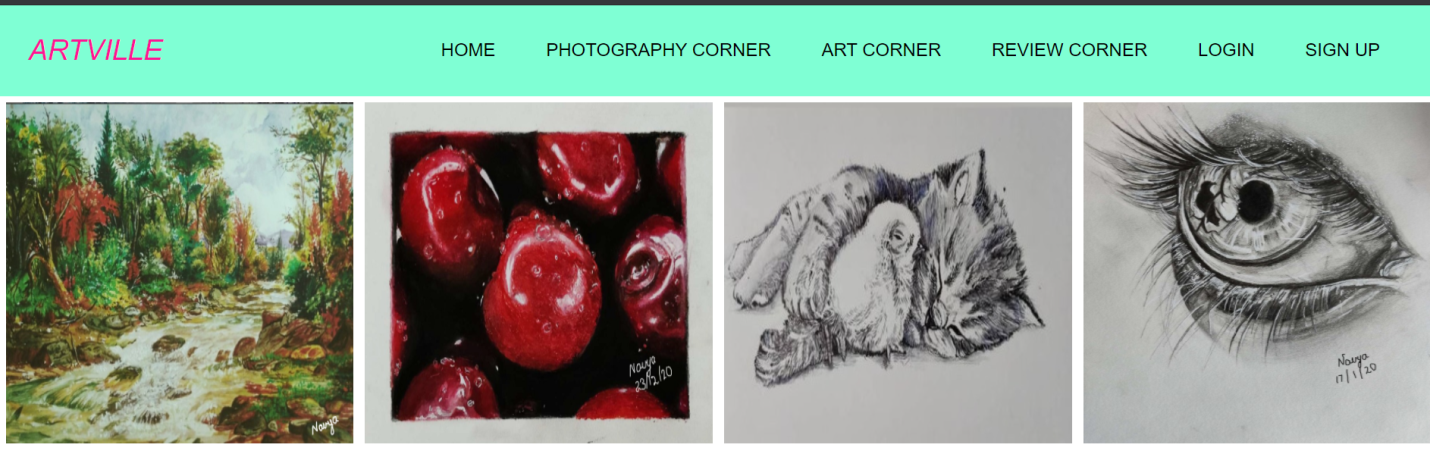 ARTVILLE
HOME
PHOTOGRAPHY CORNER
ART CORNER
REVIEW CORNER
LOGIN
SIGN UP
Navya
Navya
23/12/20
Navya
17/1/20